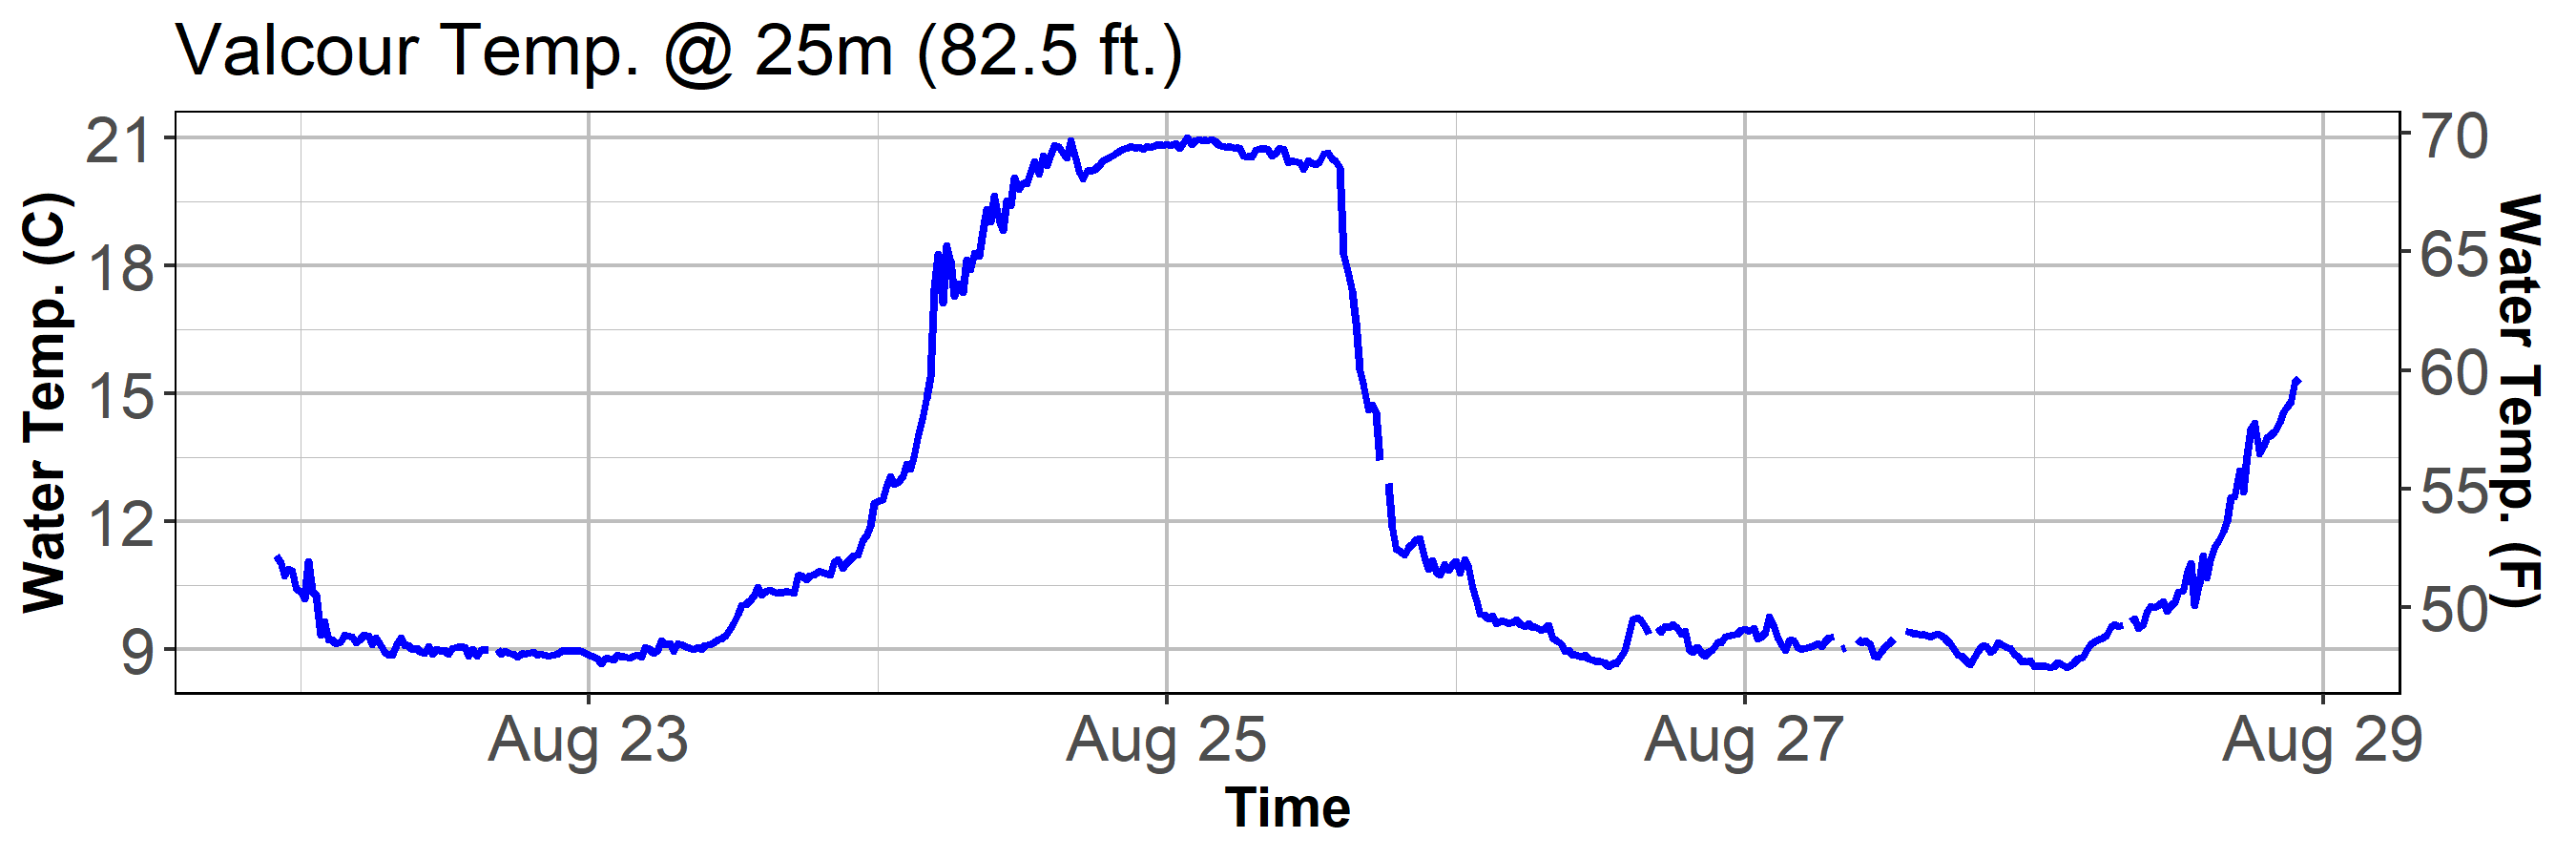 Valcour Temp. @ 25m (82.5 ft.)
Water Temp. (C)
21
18
15
12
9
70
65
60
55
50
Water Temp. (F)
Aug 23
Aug 25
Aug 27
Aug 29
Time